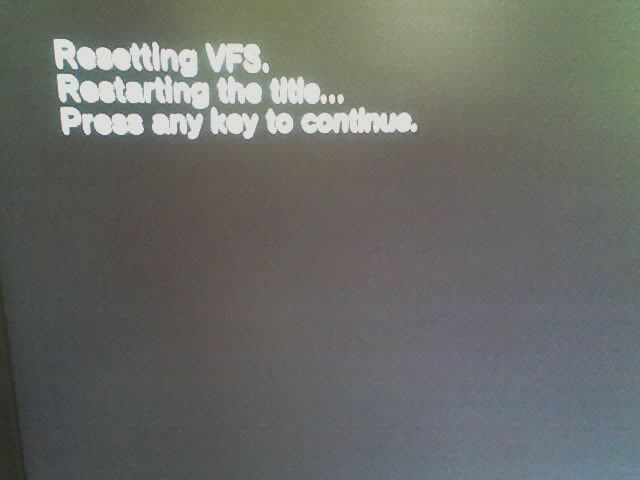 Resetting VFS.
Restarting the title...
Press any key to continue.